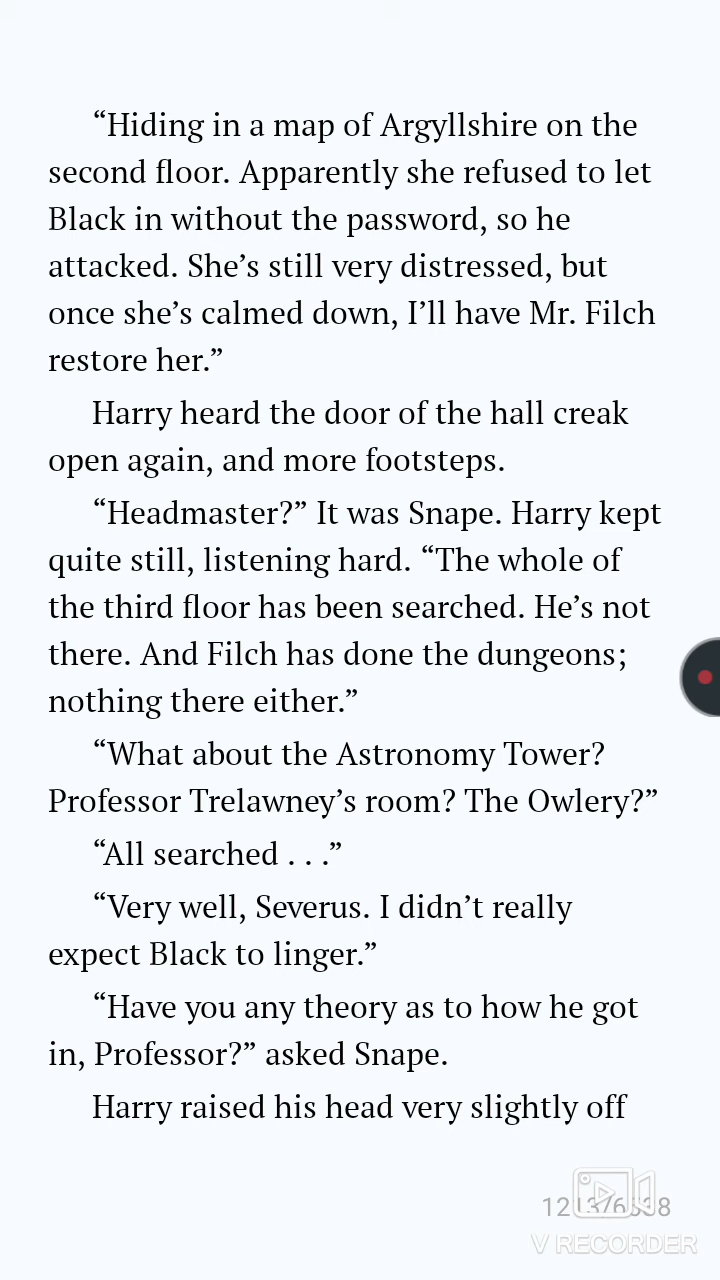 “Hiding in a map of Argyllshire on the
second floor. Apparently she refused to let
Black in without the password, so he
attacked. She’s still very distressed, but
once she’s calmed down, I’ll have Mr. Filch
restore her.”
Harry heard the door of the hall creak
open again, and more footsteps.
“Headmaster?” It was Snape. Harry kept
quite still, listening hard. “The whole of
the third floor has been searched. He’s not
there. And Filch has done the dungeons;
nothing there either.”
“What about the Astronomy Tower?
Professor Trelawney’s room? The Owlery?”
“All searched . . .”
“Very well, Severus. I didn’t really
expect Black to linger.”
“Have you any theory as to how he got
in, Professor?” asked Snape.
Harry raised his head very slightly off
V RECORDER